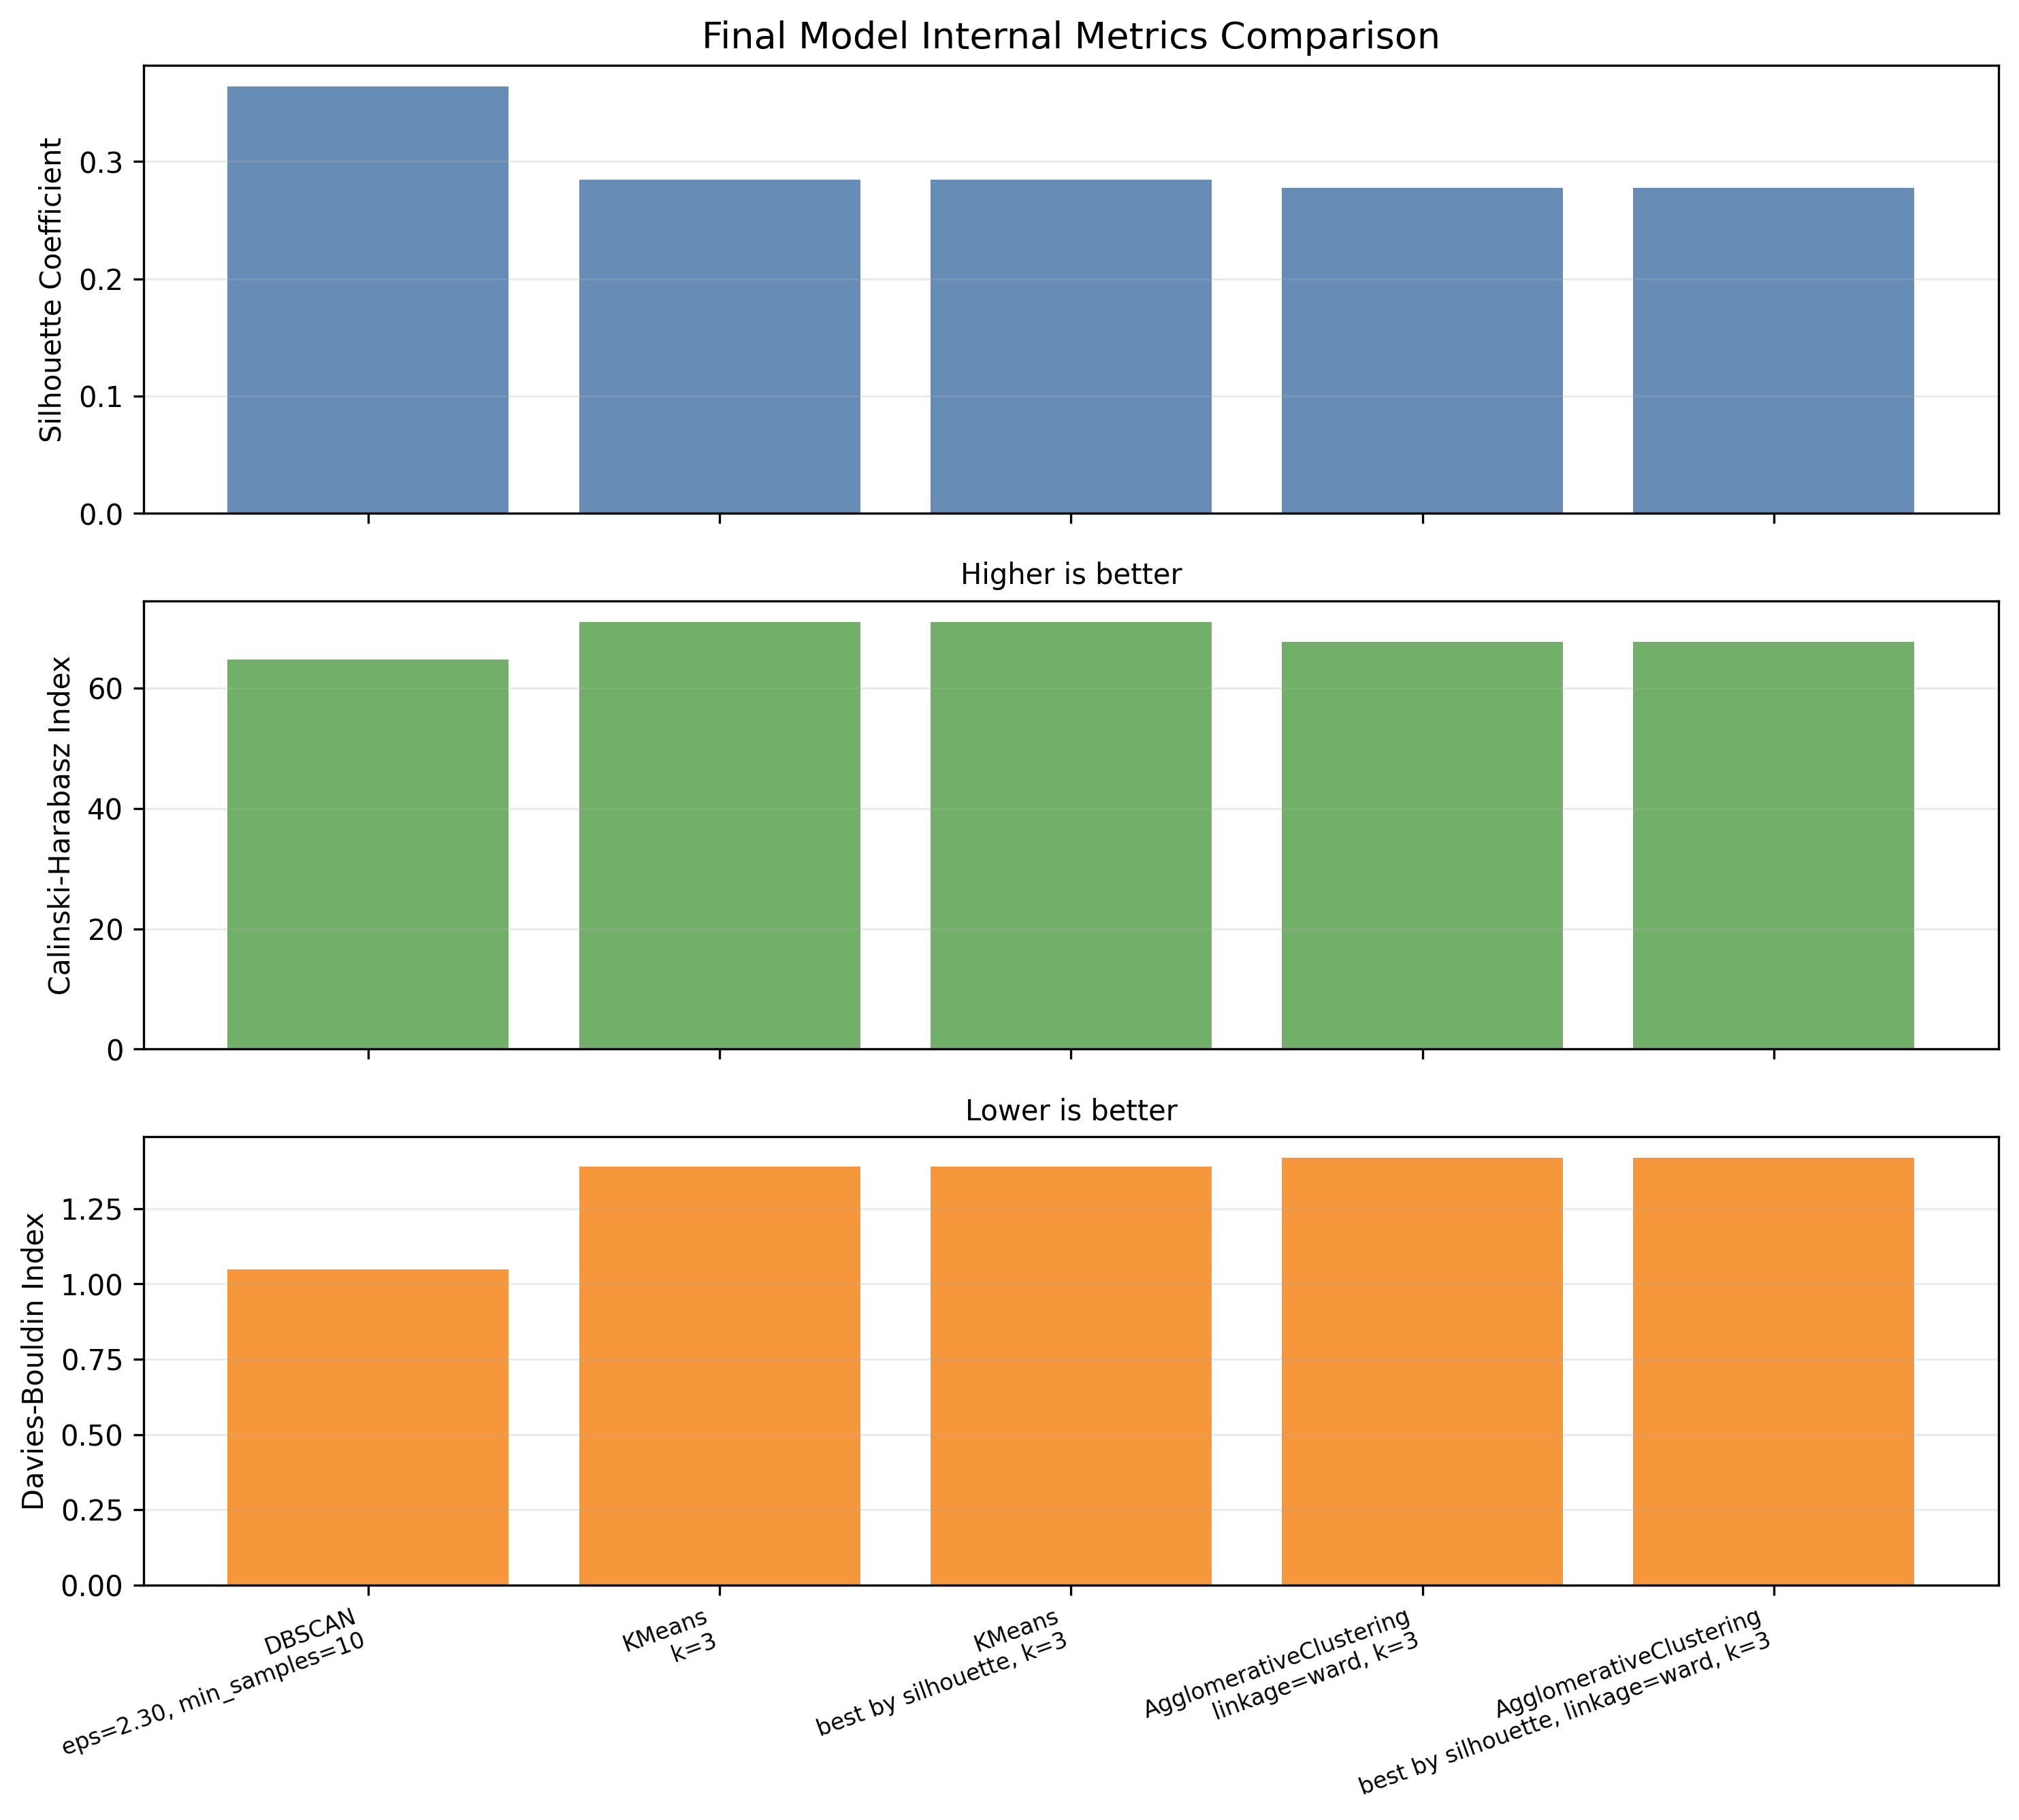 Final Model Internal Metrics Comparison
Silhouette Coefficient
0.3
0.2
0.1
0.0
Higher is better
Calinski-Harabasz Index
60
40
20
0
Lower is better
Davies-Bouldin Index
1.25
1.00
0.75
0.50
0.25
0.00
DBSCAN
eps=2.30, min_samples=10
KMeans
k=3
KMeans
best by silhouette, k=3
AgglomerativeClustering
linkage=ward, k=3
AgglomerativeClustering
best by silhouette, linkage=ward, k=3